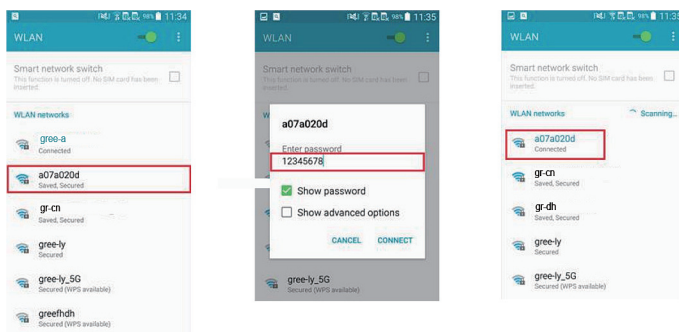 98% 11:34
WLAN
Smart network switch
This function is turned off. No SIM card has been
inserted.
WLAN networks
gree-a
Connected
a07a020d
Saved, Secured
gr-cn
Saved, Secured
gree-ly
Secured
gree-ly_5G
Secured (WPS available)
greefhdh
Secured (WPS available)
98% 11:35
WLAN
Smart network switch
This function is turned off. No SIM card has been
inserted.
W
a07a020d
Enter password
12345678
Show password
Show advanced options
CANCEL CONNECT
gree-ly_5G
Secured (WPS available)
98% 11:35
WLAN
Smart network switch
This function is turned off. No SIM card has been
inserted.
WLAN networks Scanning...
a07a020d
Connected
gr-cn
Saved, Secured
gr-dh
Saved, Secured
gree-ly
Secured
gree-ly_5G
Secured (WPS available)